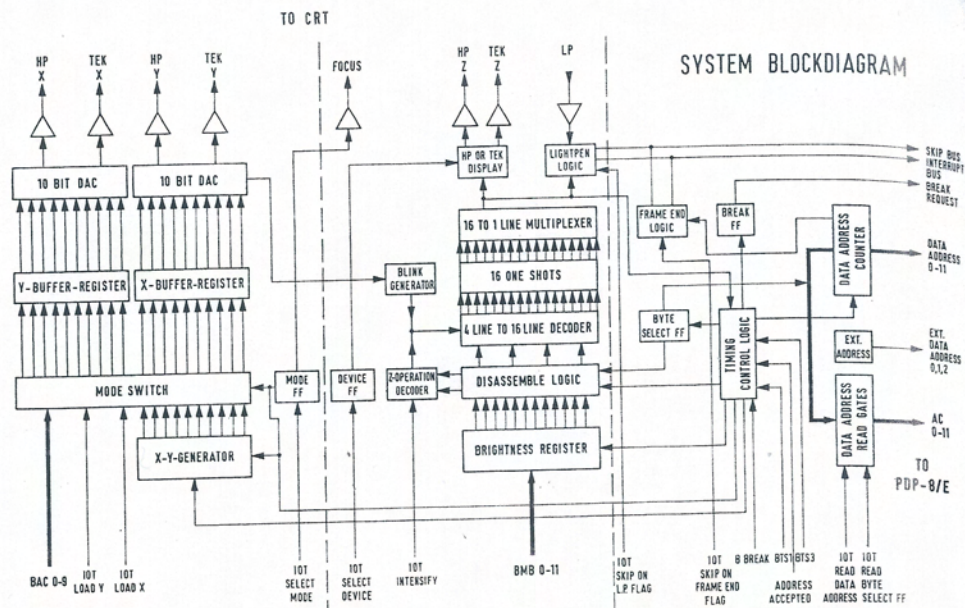 TO CRT
SYSTEM BLOCKDIAGRAM
HP X
TEK X
HP Y
TEK Y
FOCUS
HP Z
TEK Z
LP
10 BIT DAC
10 BIT DAC
HP OR TEK
DISPLAY
LIGHTPEN
LOGIC
SKIP BUS
INTERRUPT
BUS
BREAK
REQUEST
16 TO 1 LINE MULTIPLEXER
FRAME END
LOGIC
BREAK
FF
DATA ADDRESS
COUNTER
DATA
ADDRESS
0-11
Y-BUFFER-REGISTER
X-BUFFER-REGISTER
BLINK
GENERATOR
16 ONE SHOTS
4 LINE TO 16 LINE DECODER
BYTE
SELECT FF
TIMING
CONTROL LOGIC
EXT.
ADDRESS
EXT.
DATA
ADDRESS
0,1,2
MODE SWITCH
MODE
FF
DEVICE
FF
Z-OPERATION
DECODER
DISASSEMBLE LOGIC
DATA ADDRESS
READ GATES
AC
0-11
X-Y-GENERATOR
BRIGHTNESS REGISTER
TO
PDP-8/E
BAC 0-9
IOT
LOAD Y
IOT
LOAD X
IOT
SELECT
MODE
IOT
SELECT
DEVICE
IOT
INTENSIFY
BMB 0-11
IOT
SKIP ON
L.P. FLAG
IOT
SKIP ON
FRAME END
FLAG
B BREAK
BTS1
BTS3
ADDRESS
ACCEPTED
IOT
READ
DATA
ADDRESS
IOT
READ
BYTE
SELECT FF